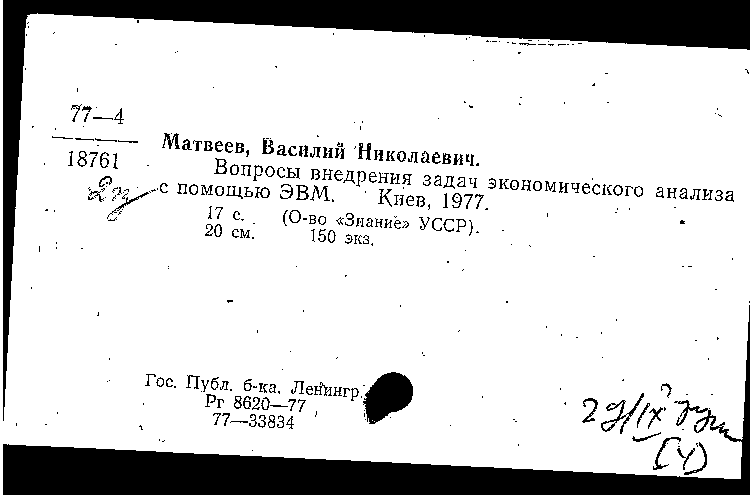 77—4
18761
Матвеев, Василий Николаевич.
Вопросы внедрения задач экономического анализа
с помощью ЭВМ. Киев, 1977.
17 с. (О-во «Знание» УССР).
20 см. 150 экз.
Гос. Публ. б-ка. Ленингр.
Рг 8620—77
77—33834
(4)